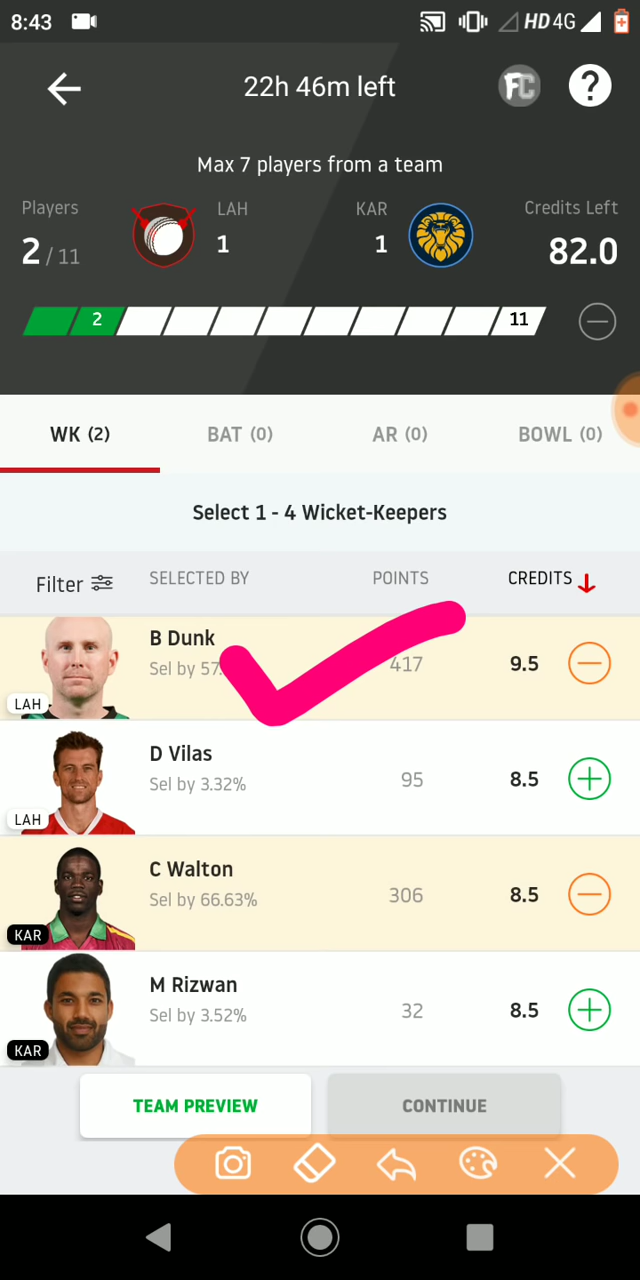 8:43 HD 4G
22h 46m left FC ?
Max 7 players from a team
Players LAH KAR Credits Left
2 / 11 1 1 82.0
2 11
WK (2) BAT (0) AR (0) BOWL (0)
Select 1 - 4 Wicket-Keepers
Filter SELECTED BY POINTS CREDITS
B Dunk
Sel by 57. 417 9.5
LAH
D Vilas
Sel by 3.32% 95 8.5
LAH
C Walton
Sel by 66.63% 306 8.5
KAR
M Rizwan
Sel by 3.52% 32 8.5
KAR
TEAM PREVIEW CONTINUE